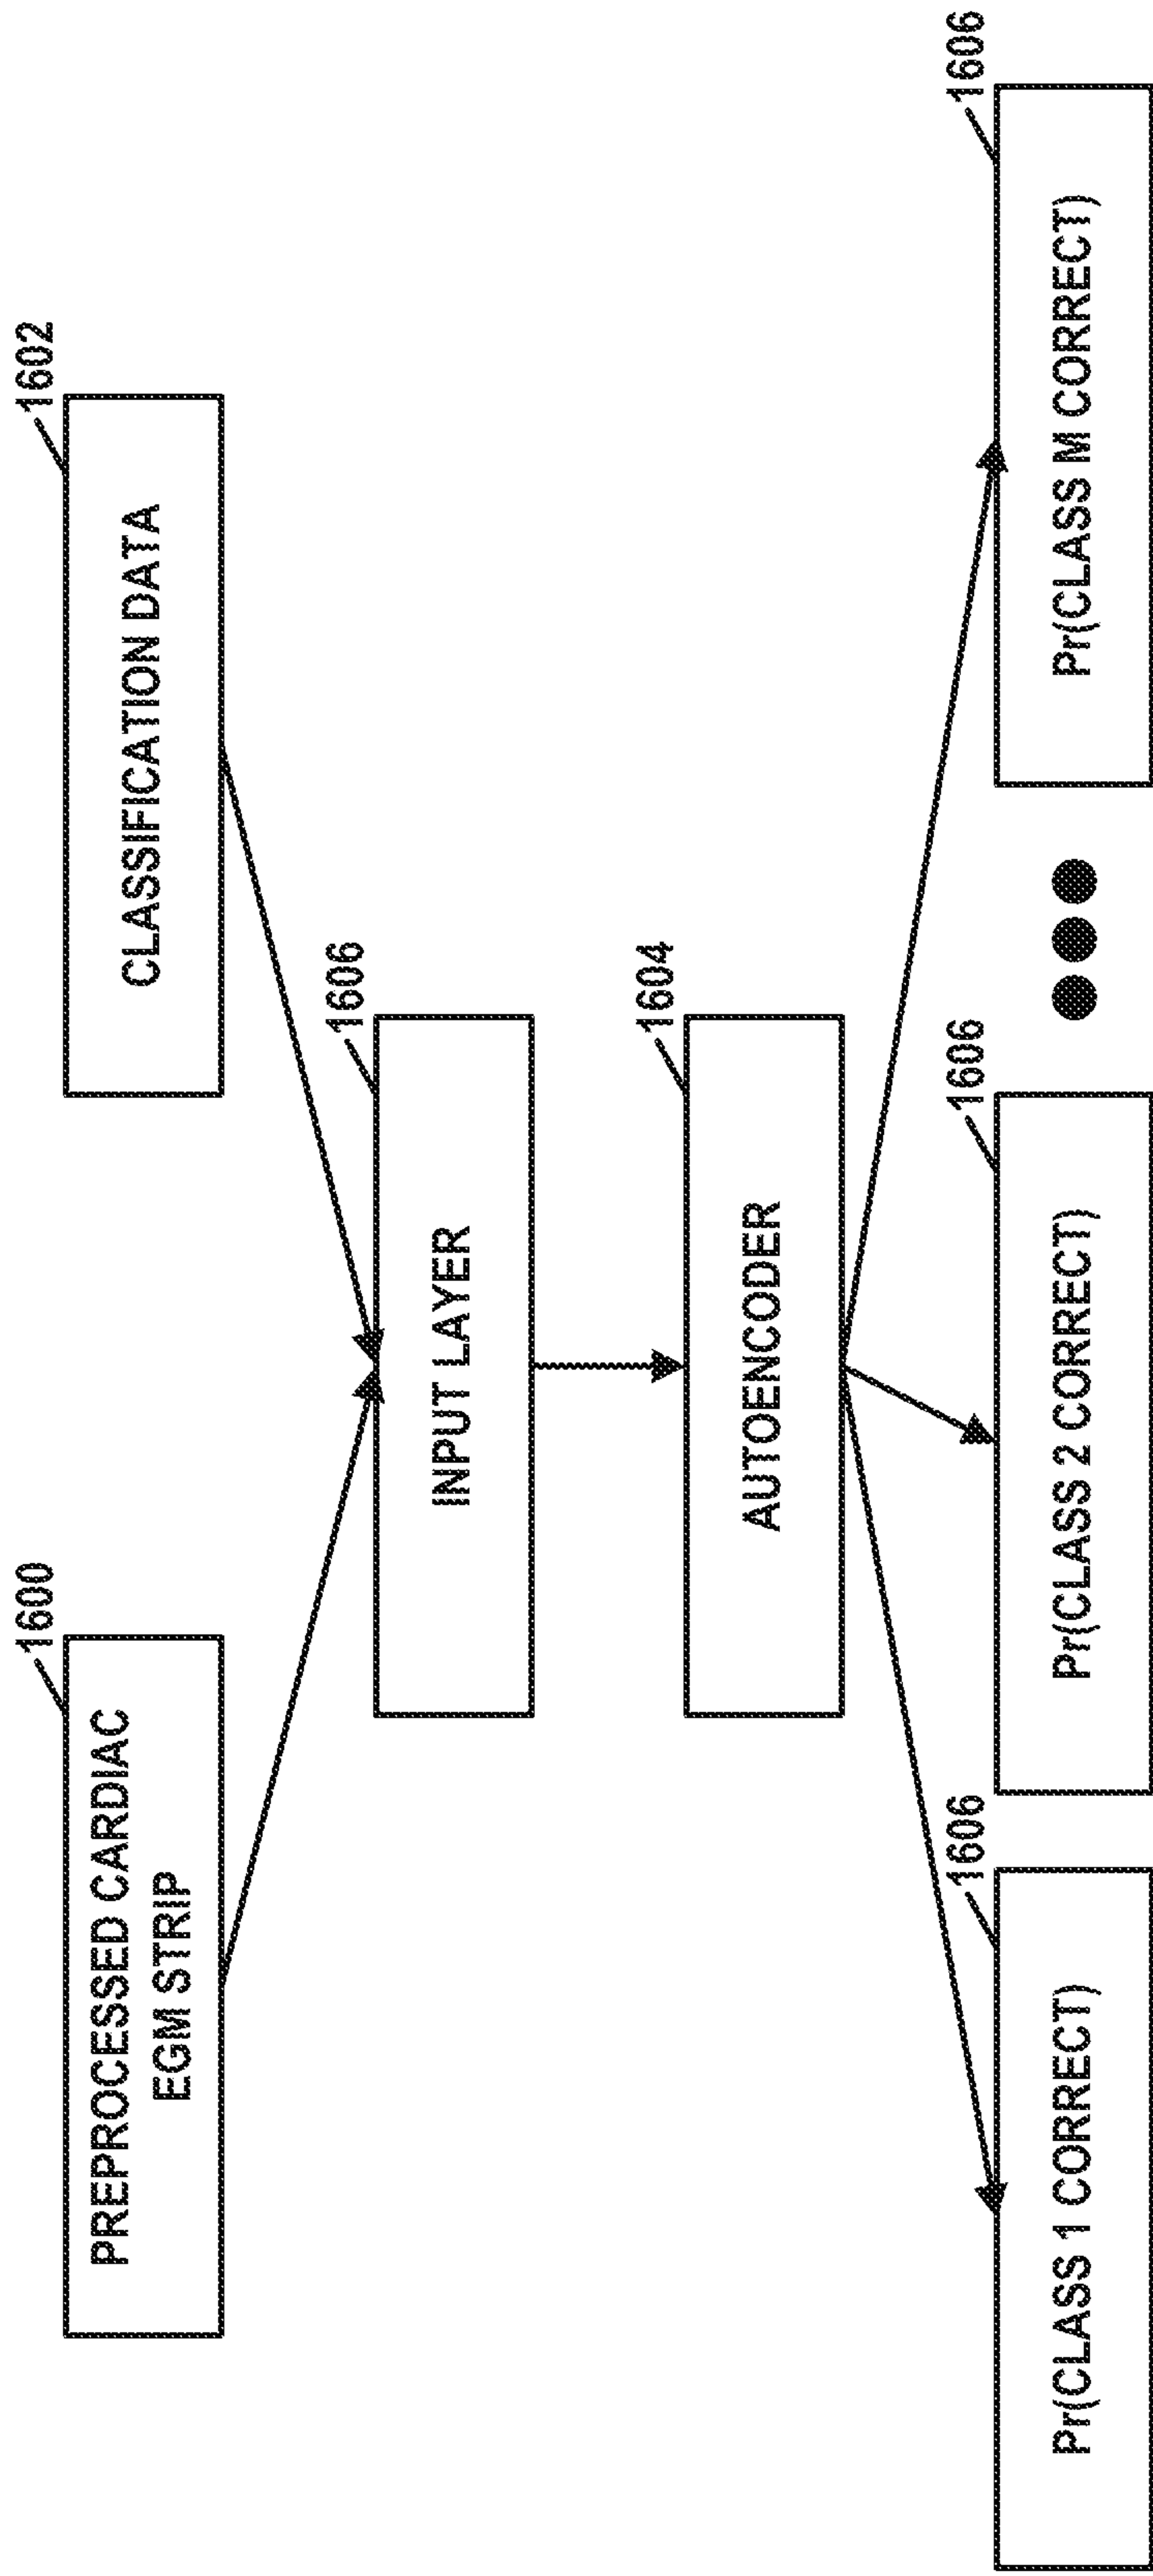 1600
PREPROCESSED CARDIAC
EGM STRIP
1602
CLASSIFICATION DATA
1606
INPUT LAYER
1604
AUTOENCODER
1606
Pr(CLASS 1 CORRECT)
1606
Pr(CLASS 2 CORRECT)
1606
Pr(CLASS M CORRECT)